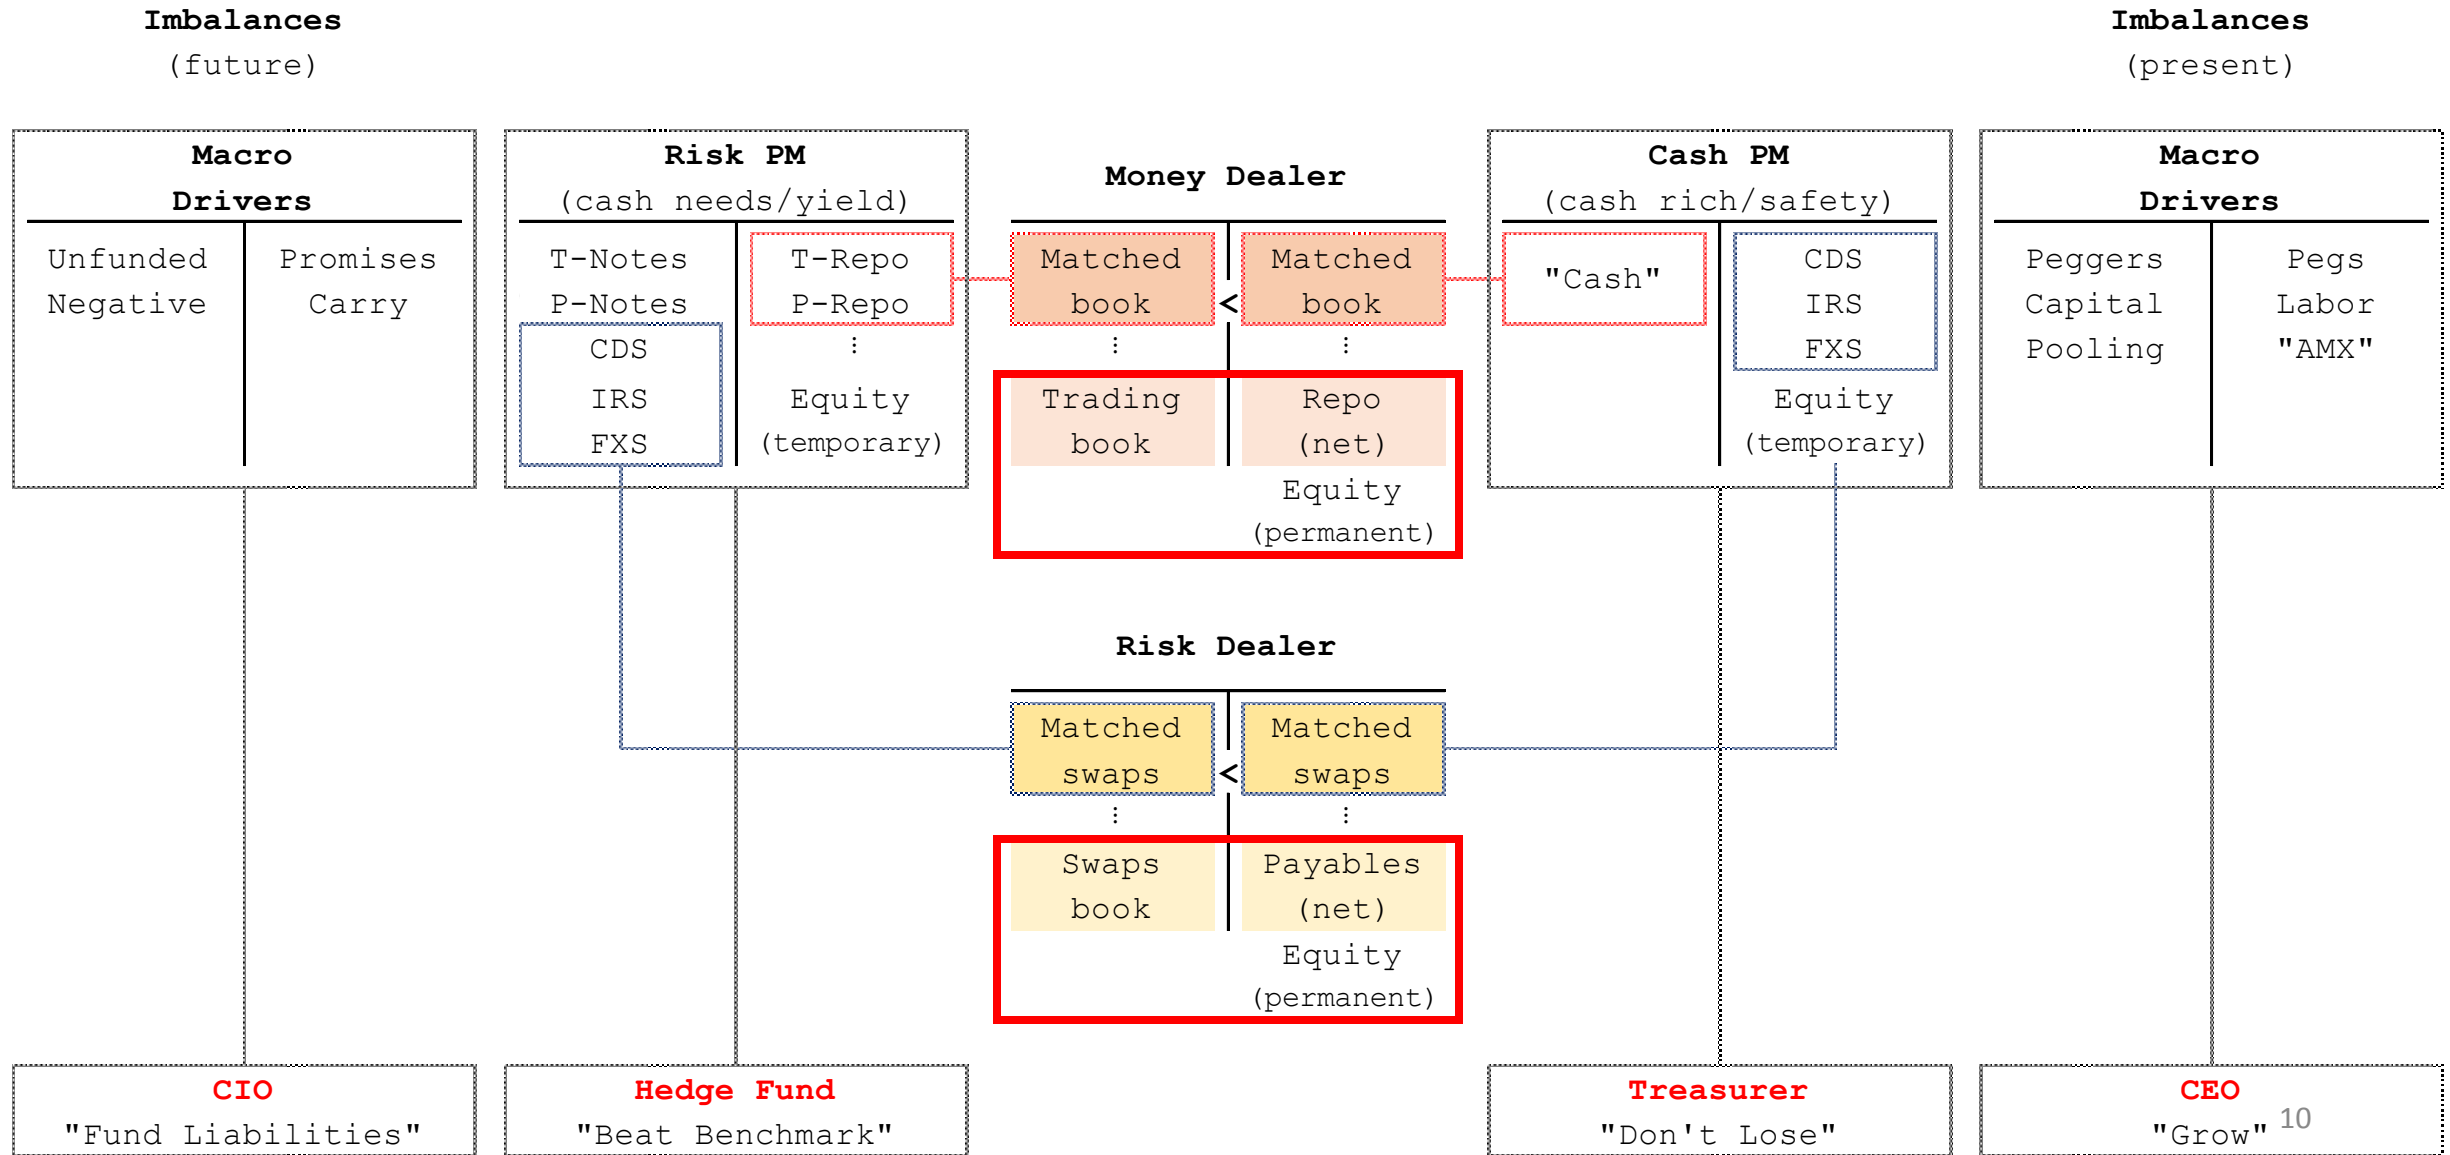 Imbalances
(future)
Imbalances
(present)
Macro
Drivers
Unfunded
Negative
Promises
Carry
Risk PM
(cash needs/yield)
T-Notes
P-Notes
CDS
IRS
FXS
T-Repo
P-Repo
⋮
Equity
(temporary)
Money Dealer
Matched
book
<
Matched
book
⋮
⋮
Trading
book
Repo
(net)
Equity
(permanent)
Cash PM
(cash rich/safety)
"Cash"
CDS
IRS
FXS
Equity
(temporary)
Macro
Drivers
Peggers
Capital
Pooling
Pegs
Labor
"AMX"
Risk Dealer
Matched
swaps
<
Matched
swaps
⋮
⋮
Swaps
book
Payables
(net)
Equity
(permanent)
CIO
"Fund Liabilities"
Hedge Fund
"Beat Benchmark"
Treasurer
"Don't Lose"
CEO
"Grow"
10